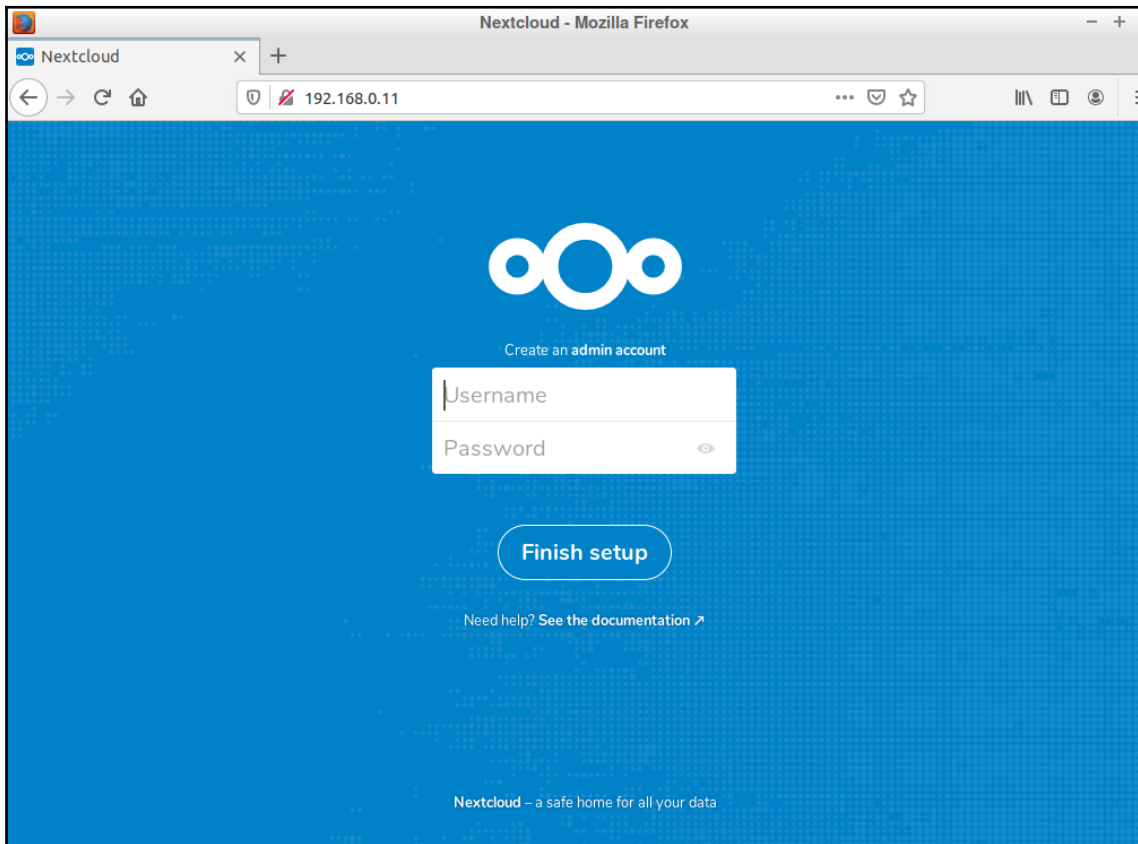 Nextcloud - Mozilla Firefox
Nextcloud
192.168.0.11
Create an admin account
Username
Password
Finish setup
Need help? See the documentation ↗
Nextcloud – a safe home for all your data